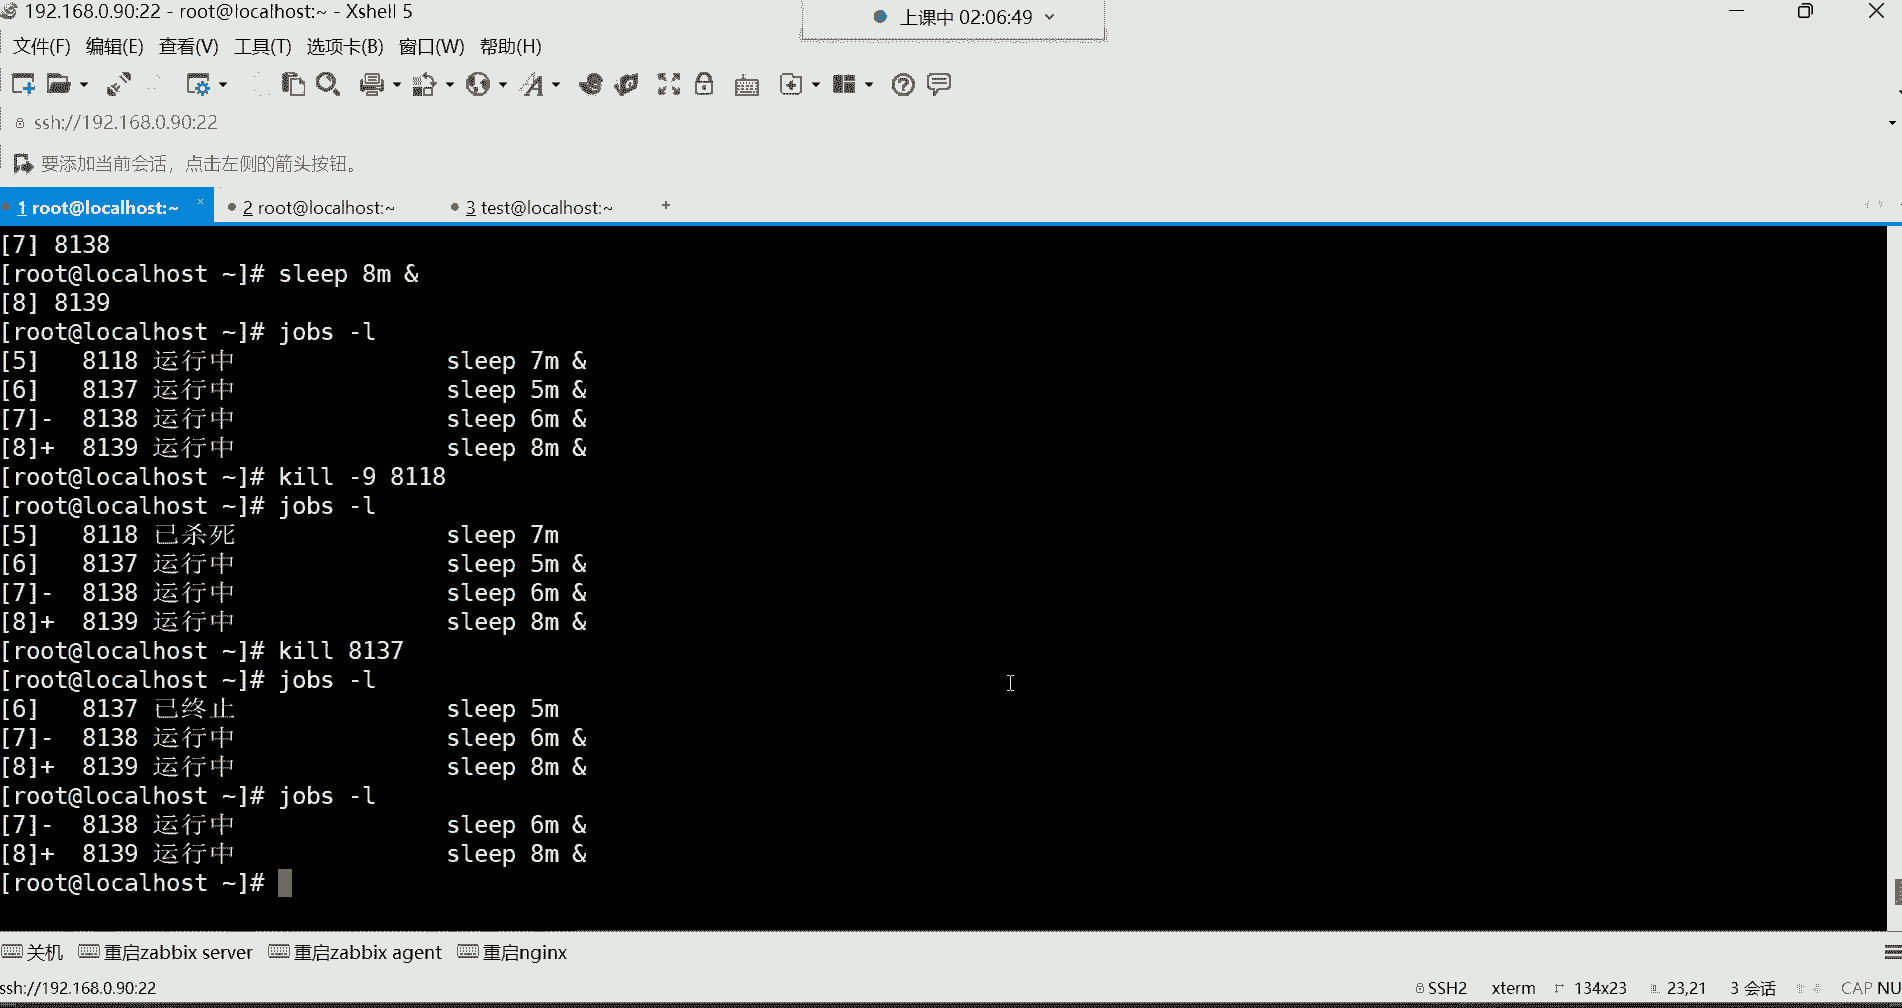 192.168.0.90:22 - root@localhost:~ - Xshell 5
上课中 02:06:49
文件(F) 编辑(E) 查看(V) 工具(T) 选项卡(B) 窗口(W) 帮助(H)
ssh://192.168.0.90:22
要添加当前会话，点击左侧的箭头按钮。
1 root@localhost:~ × 2 root@localhost:~ 3 test@localhost:~ +
[7] 8138
[root@localhost ~]# sleep 8m &
[8] 8139
[root@localhost ~]# jobs -l
[5]   8118 运行中               sleep 7m &
[6]   8137 运行中               sleep 5m &
[7]-  8138 运行中               sleep 6m &
[8]+  8139 运行中               sleep 8m &
[root@localhost ~]# kill -9 8118
[root@localhost ~]# jobs -l
[5]   8118 已杀死               sleep 7m
[6]   8137 运行中               sleep 5m &
[7]-  8138 运行中               sleep 6m &
[8]+  8139 运行中               sleep 8m &
[root@localhost ~]# kill 8137
[root@localhost ~]# jobs -l
[6]   8137 已终止               sleep 5m
[7]-  8138 运行中               sleep 6m &
[8]+  8139 运行中               sleep 8m &
[root@localhost ~]# jobs -l
[7]-  8138 运行中               sleep 6m &
[8]+  8139 运行中               sleep 8m &
[root@localhost ~]#
关机 重启zabbix server 重启zabbix agent 重启nginx
ssh://192.168.0.90:22 SSH2 xterm 134x23 23,21 3 会话 CAP NU